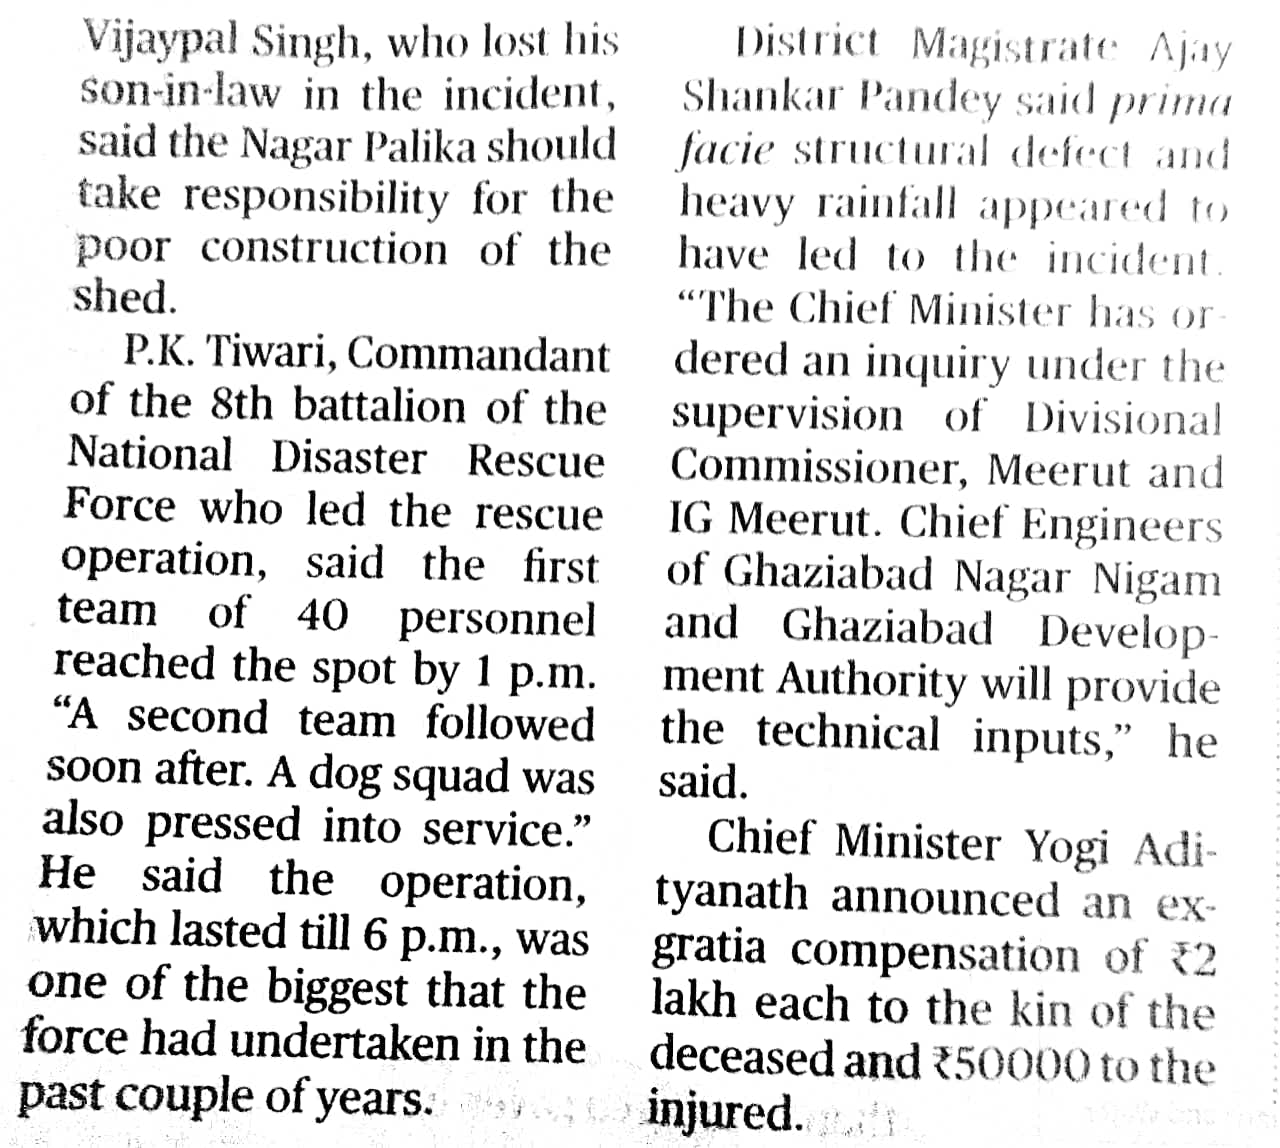 Vijaypal Singh, who lost his
son-in-law in the incident,
said the Nagar Palika should
take responsibility for the
poor construction of the
shed.
P.K. Tiwari, Commandant
of the 8th battalion of the
National Disaster Rescue
Force who led the rescue
operation, said the first
team of 40 personnel
reached the spot by 1 p.m.
“A second team followed
soon after. A dog squad was
also pressed into service.”
He said the operation,
which lasted till 6 p.m., was
one of the biggest that the
force had undertaken in the
past couple of years.
District Magistrate Ajay
Shankar Pandey said prima
facie structural defect and
heavy rainfall appeared to
have led to the incident.
“The Chief Minister has or-
dered an inquiry under the
supervision of Divisional
Commissioner, Meerut and
IG Meerut. Chief Engineers
of Ghaziabad Nagar Nigam
and Ghaziabad Develop-
ment Authority will provide
the technical inputs,” he
said.
Chief Minister Yogi Adi-
tyanath announced an ex-
gratia compensation of ₹2
lakh each to the kin of the
deceased and ₹50000 to the
injured.